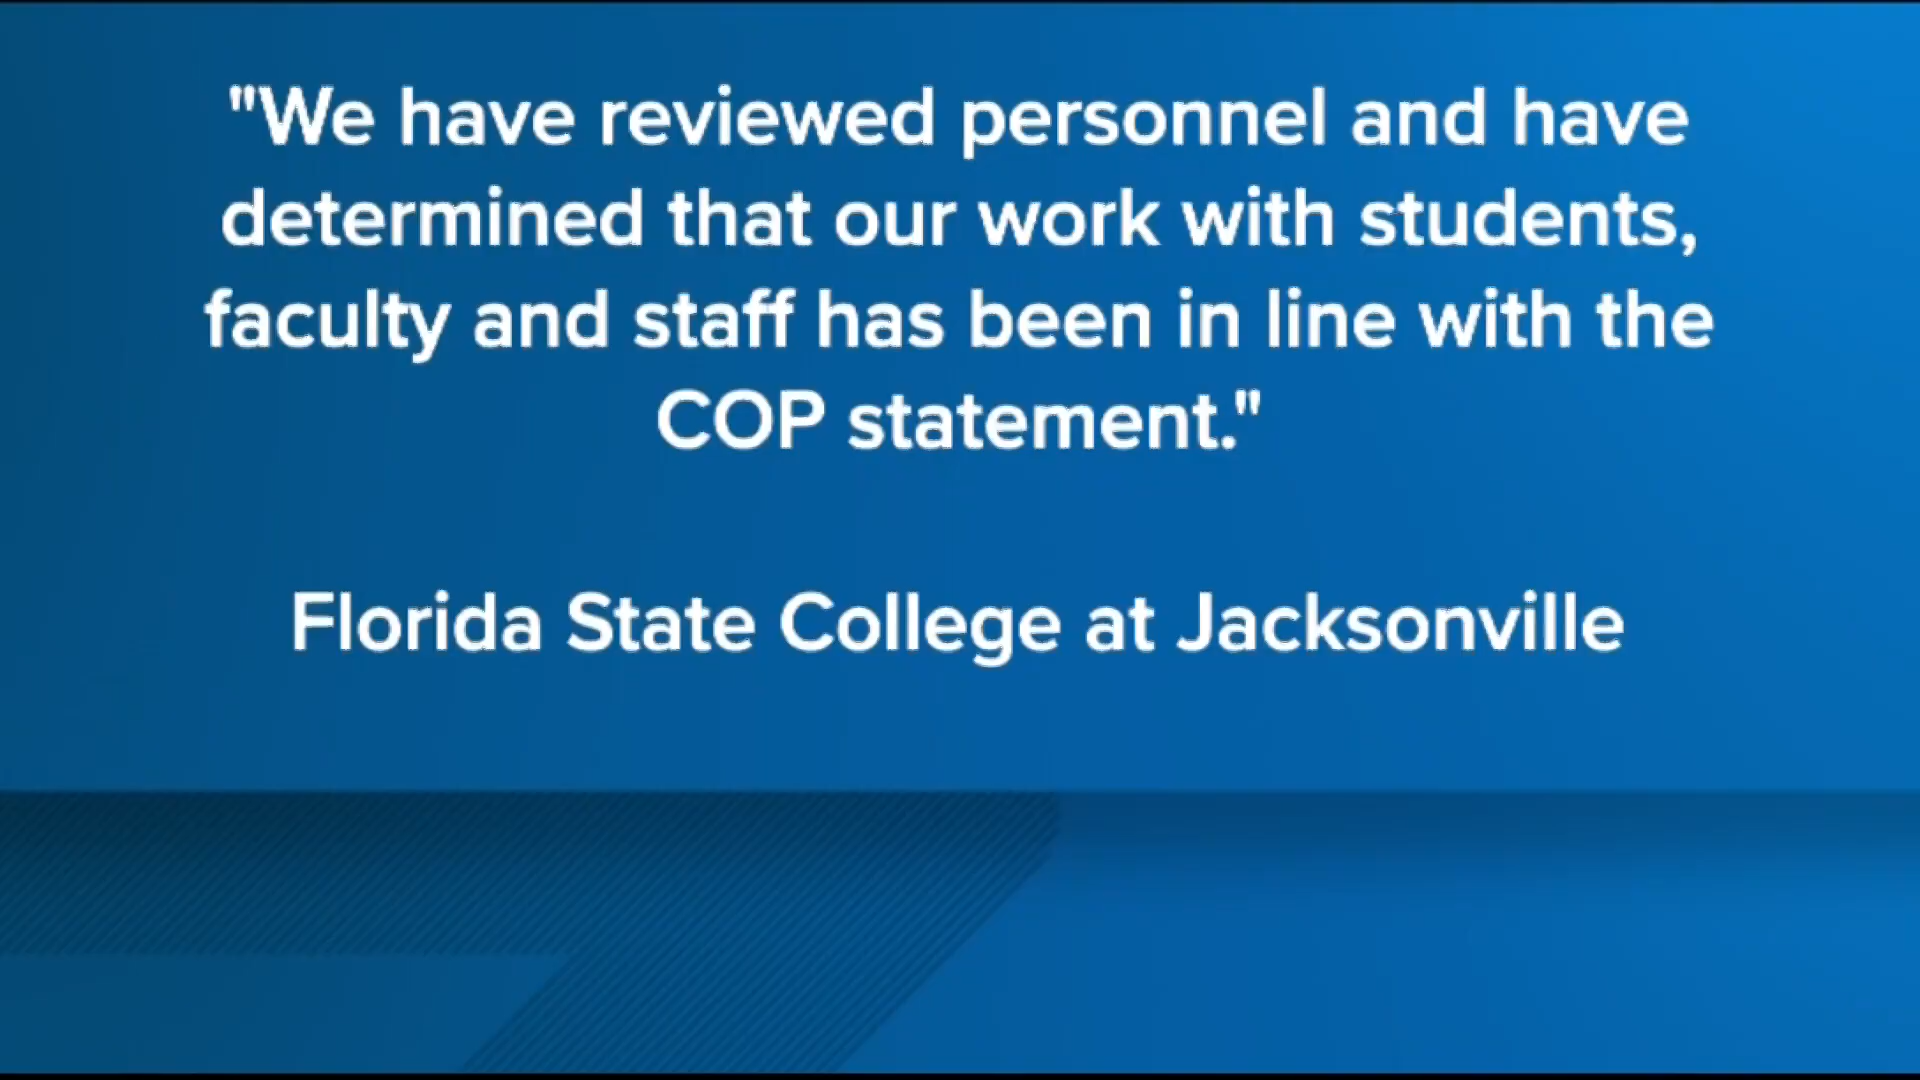 "We have reviewed personnel and have
determined that our work with students,
faculty and staff has been in line with the
COP statement."
Florida State College at Jacksonville